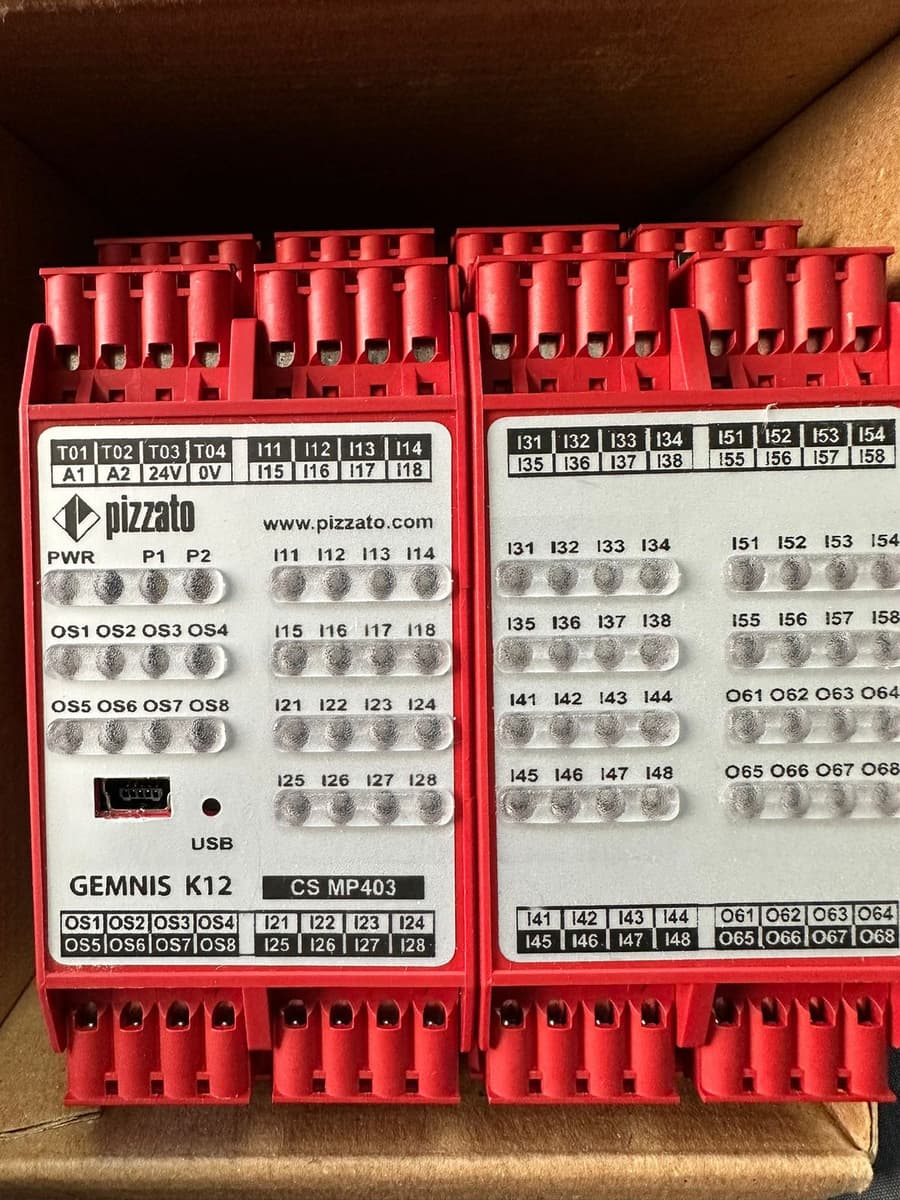 T01 T02 T03 T04 I11 I12 I13 I14
A1 A2 24V 0V I15 I16 I17 I18
pizzato
www.pizzato.com
PWR P1 P2 I11 I12 I13 I14
OS1 OS2 OS3 OS4 I15 I16 I17 I18
OS5 OS6 OS7 OS8 I21 I22 I23 I24
I25 I26 I27 I28
USB
GEMNIS K12 CS MP403
OS1 OS2 OS3 OS4 I21 I22 I23 I24
OS5 OS6 OS7 OS8 I25 I26 I27 I28
I31 I32 I33 I34 I51 I52 I53 I54
I35 I36 I37 I38 I55 I56 I57 I58
I31 I32 I33 I34 I51 I52 I53 I54
I35 I36 I37 I38 I55 I56 I57 I58
I41 I42 I43 I44 O61 O62 O63 O64
I45 I46 I47 I48 O65 O66 O67 O68
I41 I42 I43 I44 O61 O62 O63 O64
I45 I46 I47 I48 O65 O66 O67 O68